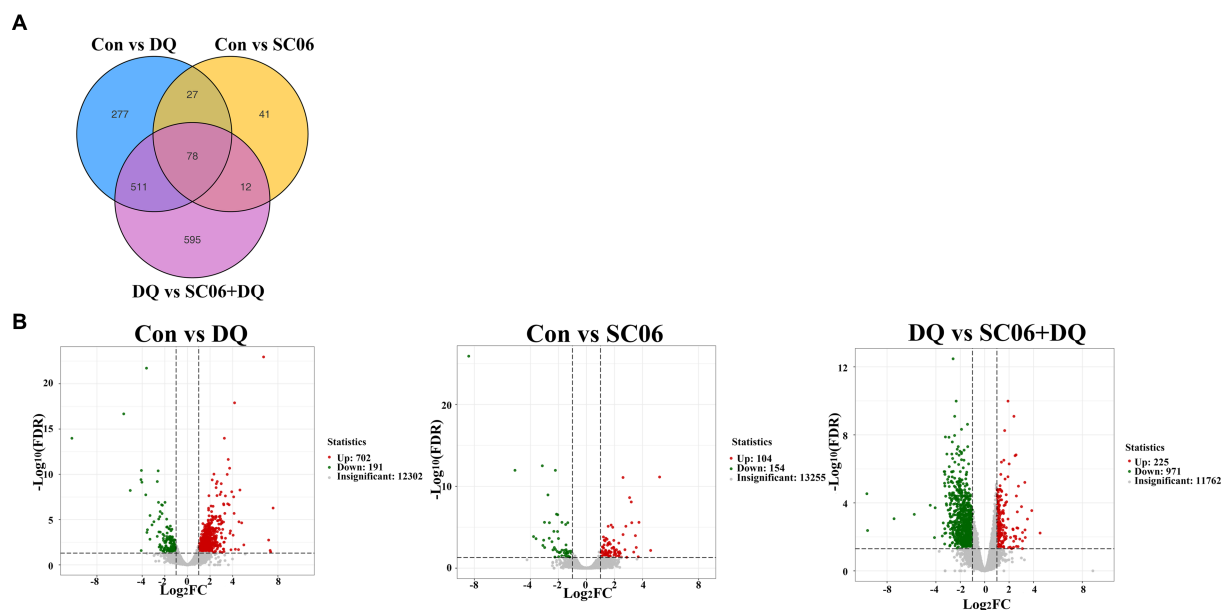 A
Con vs DQ
Con vs SC06
277
27
41
78
511
12
595
DQ vs SC06+DQ
B
Con vs DQ
-Log10(FDR)
20
15
10
5
0
-8
-4
-2
0
2
4
8
Log2FC
Statistics
Up: 702
Down: 191
Insignificant: 12302
Con vs SC06
-Log10(FDR)
20
10
0
-8
-4
-2
0
2
4
8
Log2FC
Statistics
Up: 104
Down: 154
Insignificant: 13255
DQ vs SC06+DQ
-Log10(FDR)
12
8
4
0
-8
-4
-2
0
2
4
8
Log2FC
Statistics
Up: 225
Down: 971
Insignificant: 11762